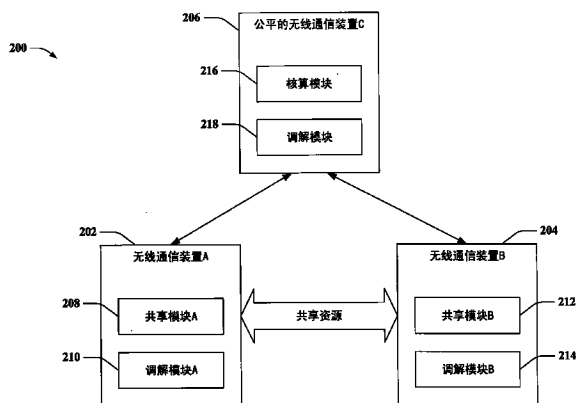 206
公平的无线通信装置C
200
216
核算模块
218
调解模块
202
204
无线通信装置A
无线通信装置B
208
共享模块A
共享资源
共享模块B
212
210
调解模块A
调解模块B
214